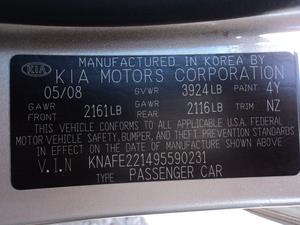 MANUFACTURED IN KOREA BY
KIA
KIA MOTORS CORPORATION
05/08 GVWR 3924LB PAINT 4Y
GAWR FRONT 2161LB GAWR REAR 2116LB TRIM NZ
THIS VEHICLE CONFORMS TO ALL APPLICABLE U.S.A FEDERAL
MOTOR VEHICLE SAFETY,BUMPER, AND THEFT PREVENTION STANDARDS
IN EFFECT ON THE DATE OF MANUFACTURE SHOWN ABOVE
V.I.N KNAFE221495590231
TYPE PASSENGER CAR